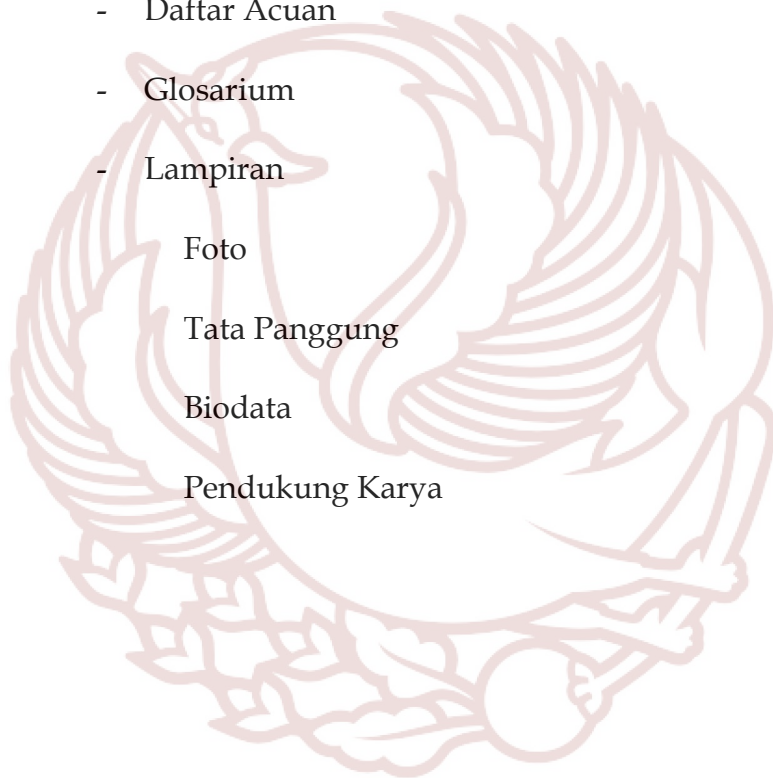 - Daftar Acuan
- Glosarium
- Lampiran
Foto
Tata Panggung
Biodata
Pendukung Karya